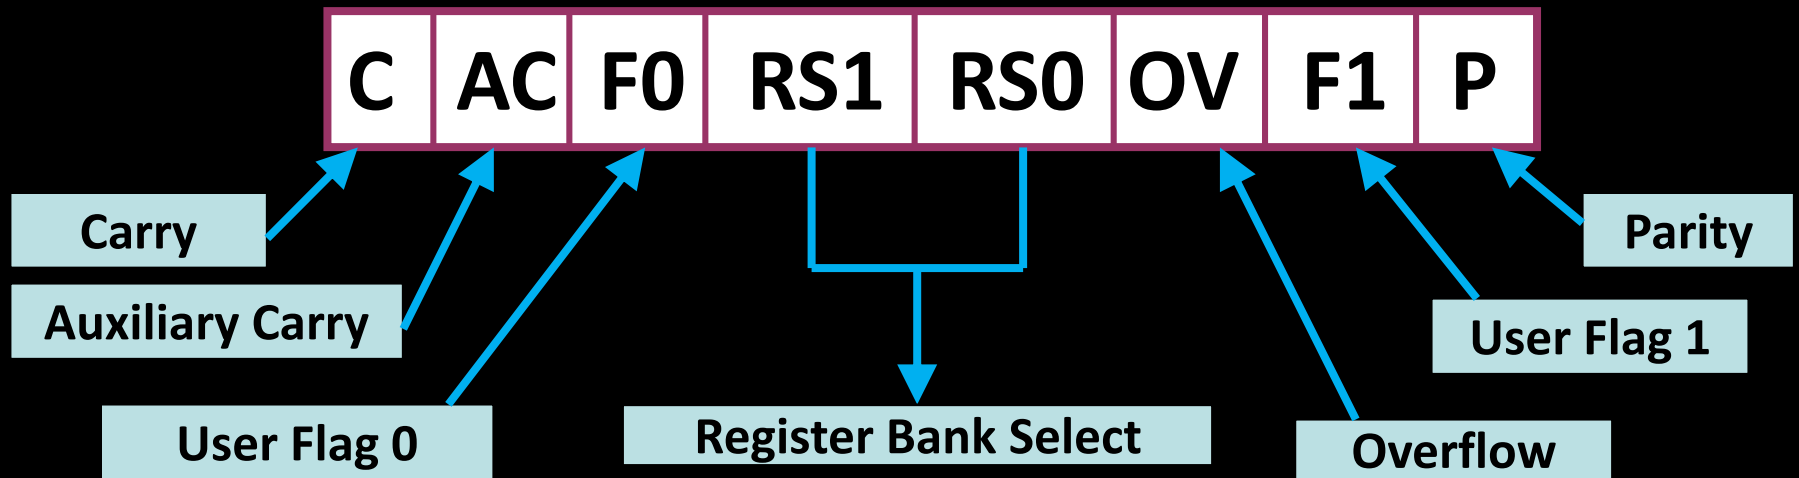 C AC F0 RS1 RS0 OV F1 P
Carry
Parity
Auxiliary Carry
User Flag 1
User Flag 0
Register Bank Select
Overflow